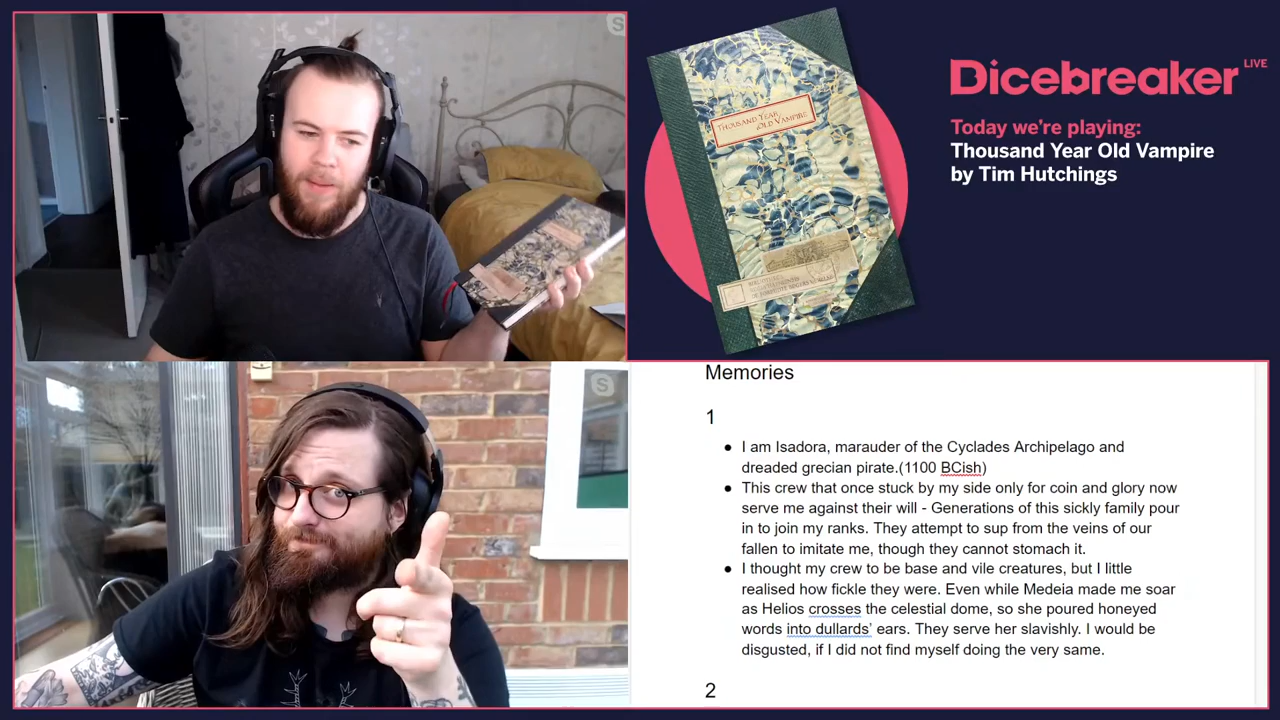 Dicebreaker LIVE
Today we're playing:
Thousand Year Old Vampire
by Tim Hutchings
THOUSAND YEAR
OLD VAMPIRE
Memories
1
● I am Isadora, marauder of the Cyclades Archipelago and
dreaded grecian pirate.(1100 BCish)
● This crew that once stuck by my side only for coin and glory now
serve me against their will - Generations of this sickly family pour
in to join my ranks. They attempt to sup from the veins of our
fallen to imitate me, though they cannot stomach it.
● I thought my crew to be base and vile creatures, but I little
realised how fickle they were. Even while Medeia made me soar
as Helios crosses the celestial dome, so she poured honeyed
words into dullards' ears. They serve her slavishly. I would be
disgusted, if I did not find myself doing the very same.
2